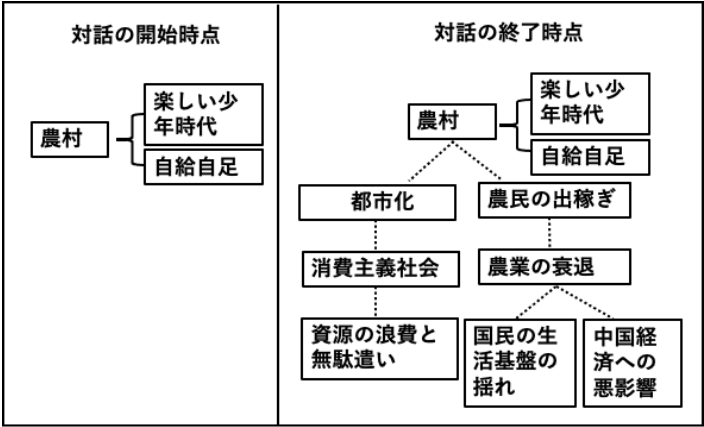 対話の開始時点
農村
楽しい少
年時代
自給自足
対話の終了時点
農村
楽しい少
年時代
自給自足
都市化
農民の出稼ぎ
消費主義社会
農業の衰退
資源の浪費と
無駄遣い
国民の生
活基盤の
揺れ
中国経
済への
悪影響